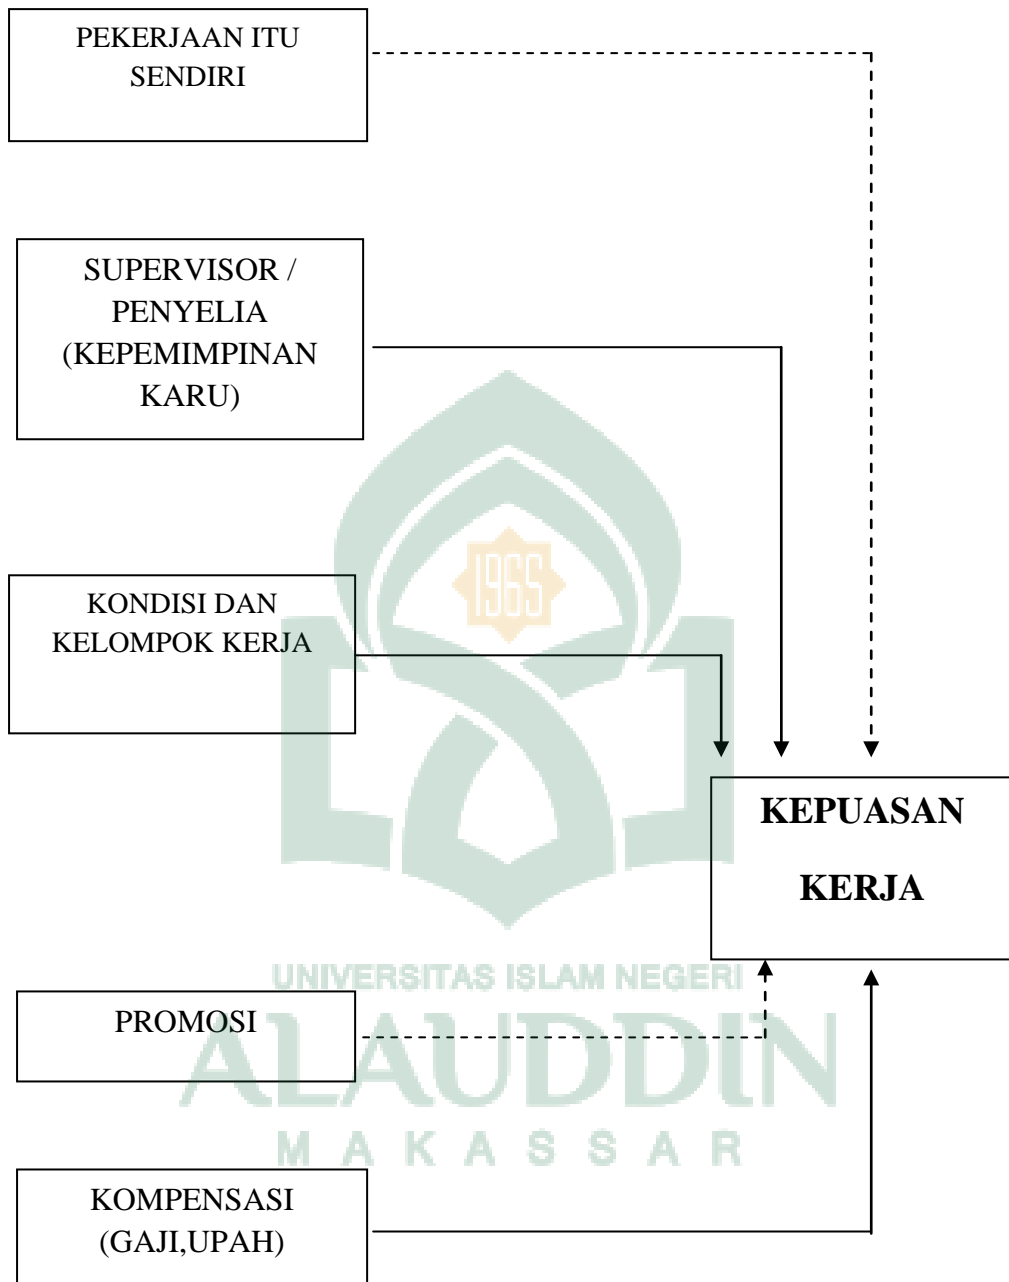 PEKERJAAN ITU
SENDIRI
SUPERVISOR /
PENYELIA
(KEPEMIMPINAN
KARU)
1965
KONDISI DAN
KELOMPOK KERJA
KEPUASAN
KERJA
UNIVERSITAS ISLAM NEGERI
PROMOSI
ALAUDDIN
MAKASSAR
KOMPENSASI
(GAJI,UPAH)